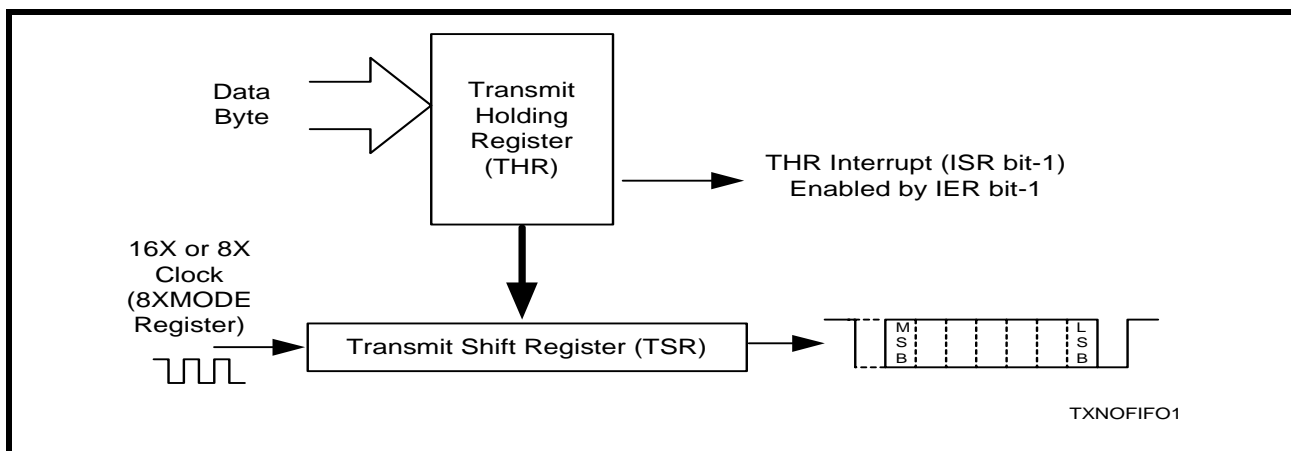 Data
Byte
Transmit
Holding
Register
(THR)
THR Interrupt (ISR bit-1)
Enabled by IER bit-1
16X or 8X
Clock
(8XMODE
Register)
Transmit Shift Register (TSR)
M
S
B
L
S
B
TXNOFIFO1